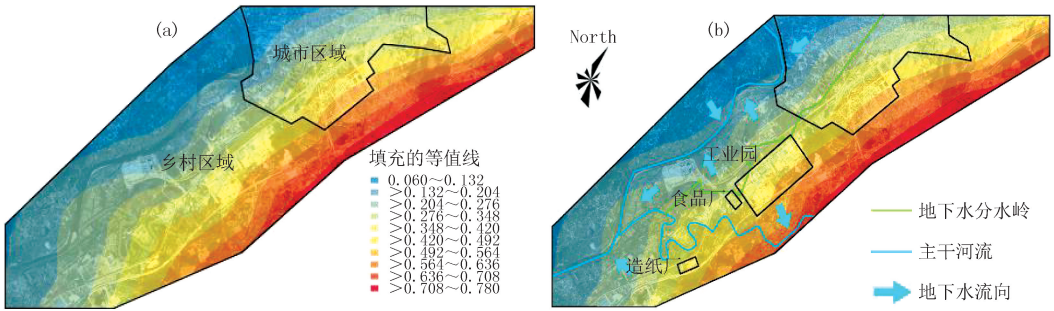 (a)
城市区域
乡村区域
填充的等值线
0.060～0.132
>0.132～0.204
>0.204～0.276
>0.276～0.348
>0.348～0.420
>0.420～0.492
>0.492～0.564
>0.564～0.636
>0.636～0.708
>0.708～0.780
North
(b)
工业园
食品厂
造纸厂
地下水分水岭
主干河流
地下水流向